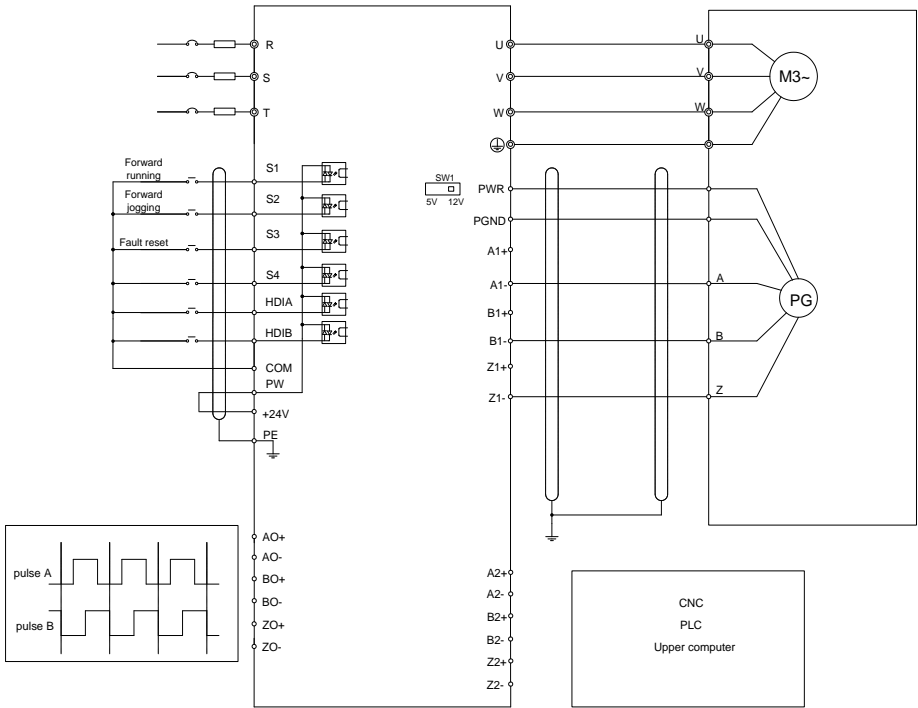 R
S
T
Forward
running
S1
Forward
jogging
S2
Fault reset
S3
S4
HDIA
HDIB
COM
PW
+24V
PE
AO+
AO-
BO+
BO-
ZO+
ZO-
pulse A
pulse B
SW1
5V 12V
U
V
W
PWR
PGND
A1+
A1-
B1+
B1-
Z1+
Z1-
A2+
A2-
B2+
B2-
Z2+
Z2-
U
V
W
A
B
Z
M3~
PG
CNC
PLC
Upper computer